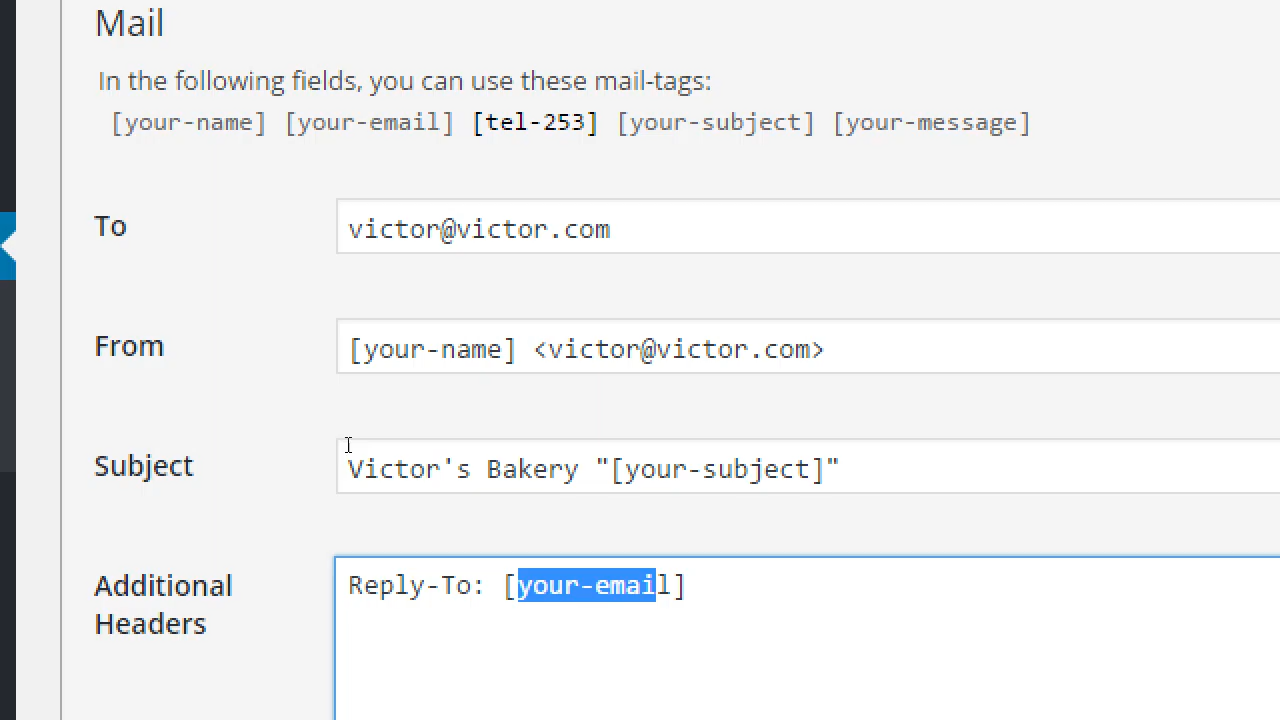 Mail
In the following fields, you can use these mail-tags:
[your-name] [your-email] [tel-253] [your-subject] [your-message]
To
victor@victor.com
From
[your-name] <victor@victor.com>
Subject
Victor's Bakery "[your-subject]"
Additional
Headers
Reply-To: [your-email]